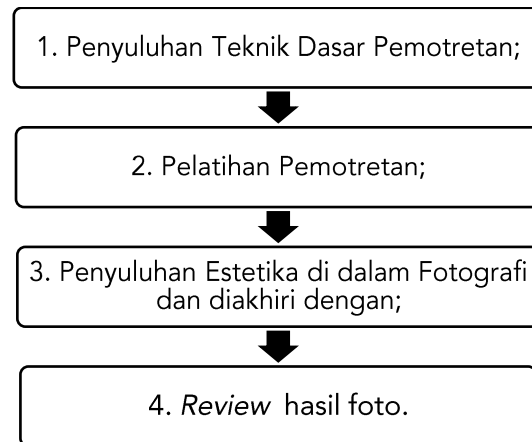 1. Penyuluhan Teknik Dasar Pemotretan;
2. Pelatihan Pemotretan;
3. Penyuluhan Estetika di dalam Fotografi
dan diakhiri dengan;
4. Review hasil foto.